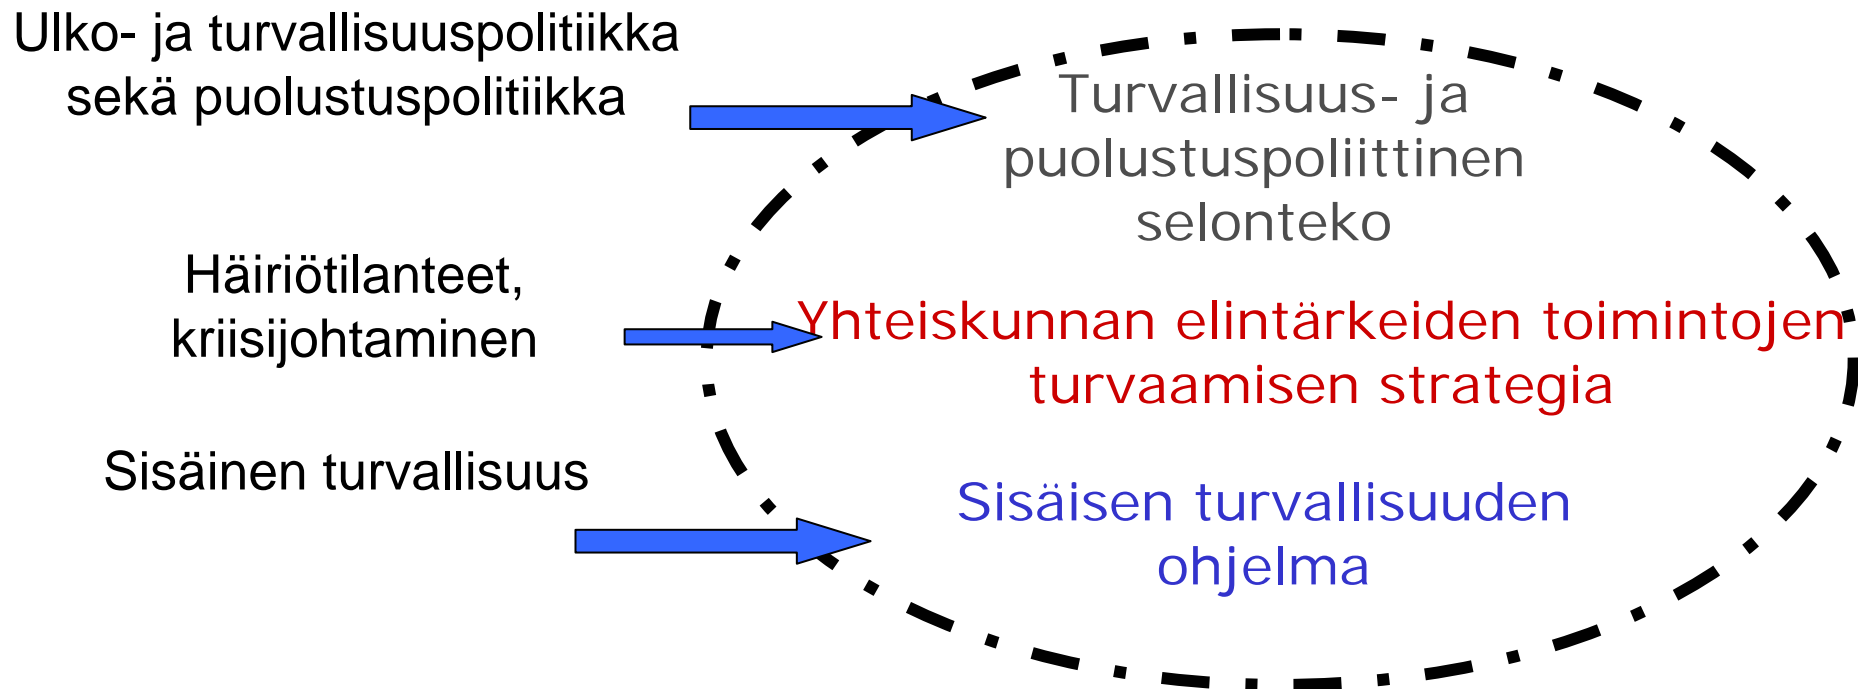 Ulko- ja turvallisuuspolitiikka
sekä puolustuspolitiikka
Turvallisuus- ja
puolustuspoliittinen
selonteko
Häiriötilanteet,
kriisijohtaminen
Yhteiskunnan elintärkeiden toimintojen
turvaamisen strategia
Sisäinen turvallisuus
Sisäisen turvallisuuden
ohjelma